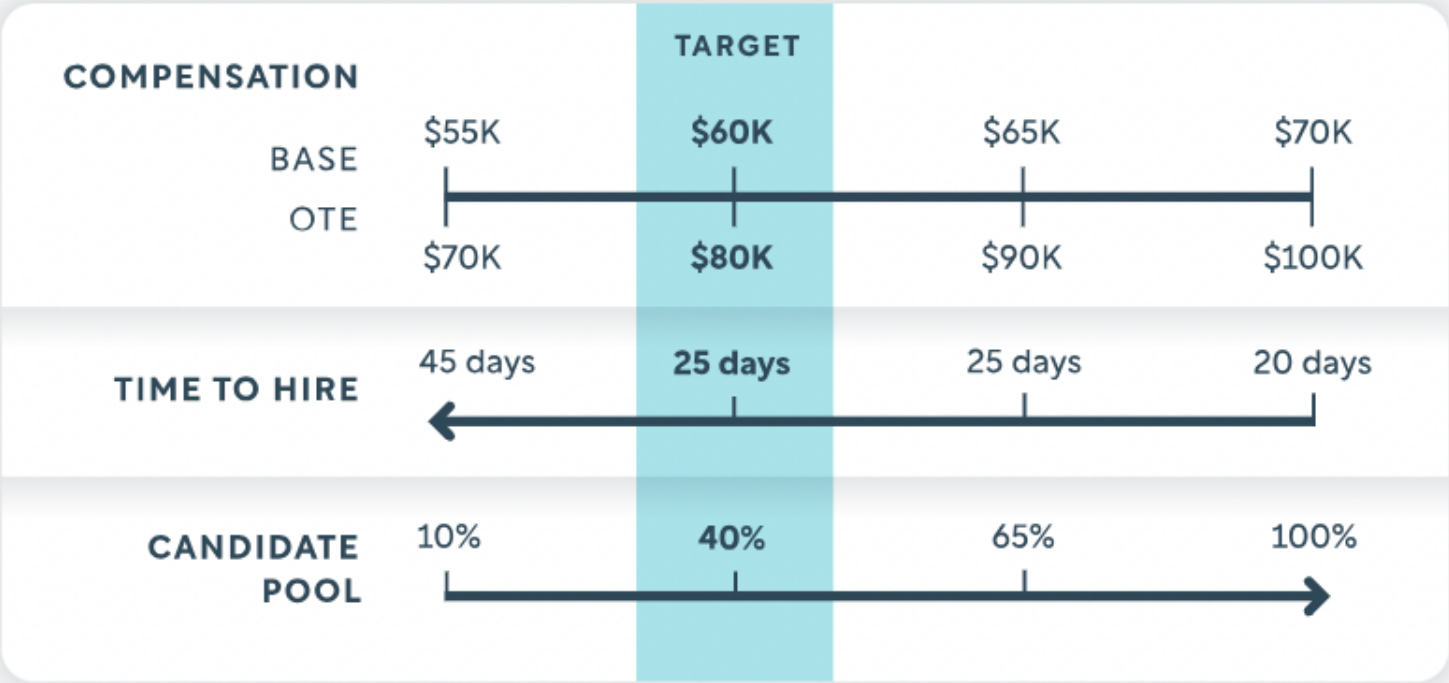 TARGET
COMPENSATION
$55K $60K $65K $70K
BASE
OTE
$70K $80K $90K $100K
45 days 25 days 25 days 20 days
TIME TO HIRE
10% 40% 65% 100%
CANDIDATE
POOL